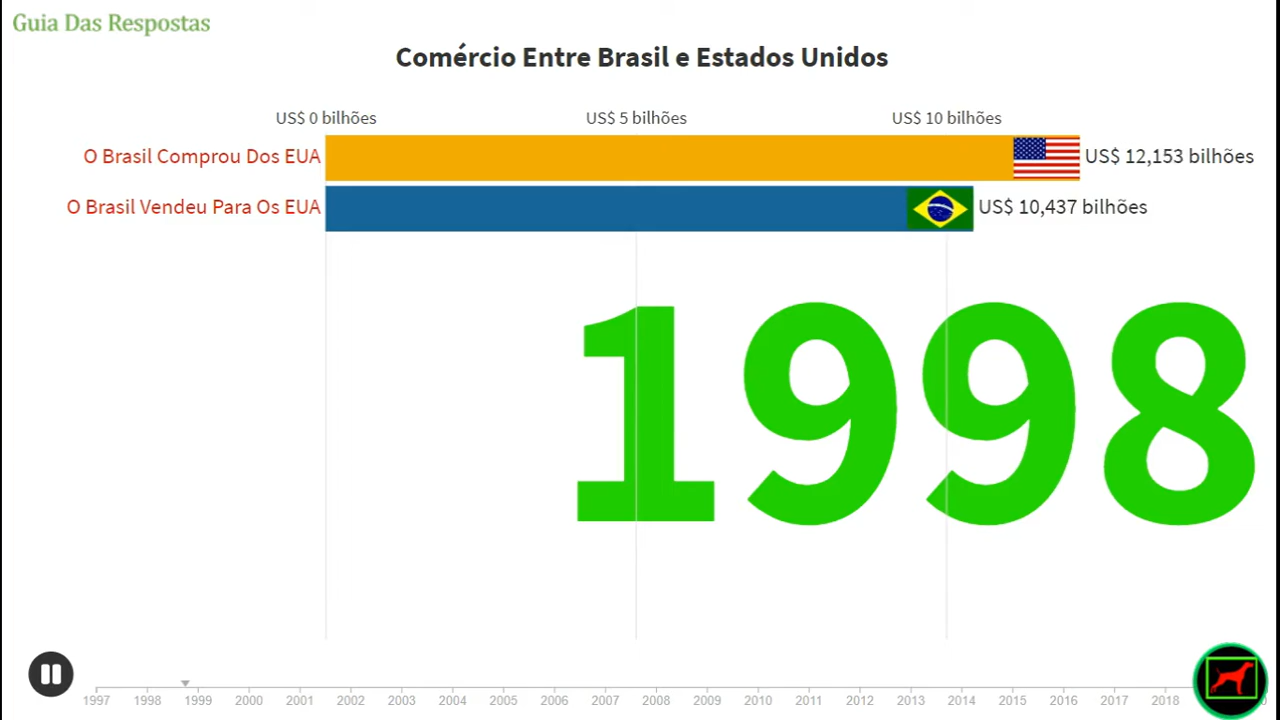 Guia Das Respostas
Comércio Entre Brasil e Estados Unidos
US$ 0 bilhões US$ 5 bilhões US$ 10 bilhões
O Brasil Comprou Dos EUA US$ 12,153 bilhões
O Brasil Vendeu Para Os EUA US$ 10,437 bilhões
1998
1997 1998 1999 2000 2001 2002 2003 2004 2005 2006 2007 2008 2009 2010 2011 2012 2013 2014 2015 2016 2017 2018